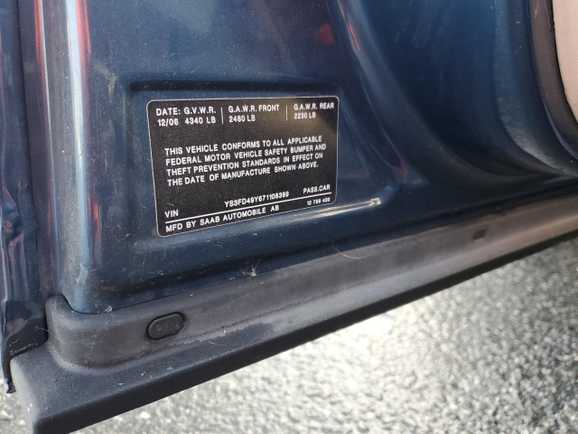 DATE: G.V.W.R. G.A.W.R. FRONT G.A.W.R. REAR
12/06 4340 LB 2480 LB 2230 LB
THIS VEHICLE CONFORMS TO ALL APPLICABLE
FEDERAL MOTOR VEHICLE SAFETY BUMPER AND
THEFT PREVENTION STANDARDS IN EFFECT ON
THE DATE OF MANUFACTURE SHOWN ABOVE.
YS3FD49Y671108399 PASS.CAR
VIN
MFD BY SAAB AUTOMOBILE AB